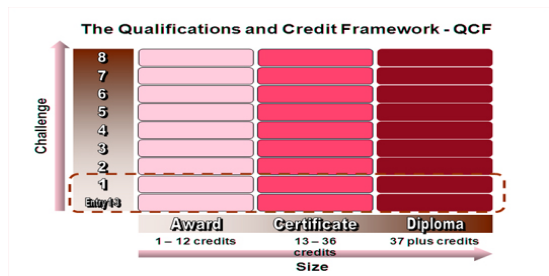 The Qualifications and Credit Framework - QCF
Challenge
8
7
6
5
4
3
2
1
Entry 1-3
Award
Certificate
Diploma
1 – 12 credits
13 – 36
credits
37 plus credits
Size